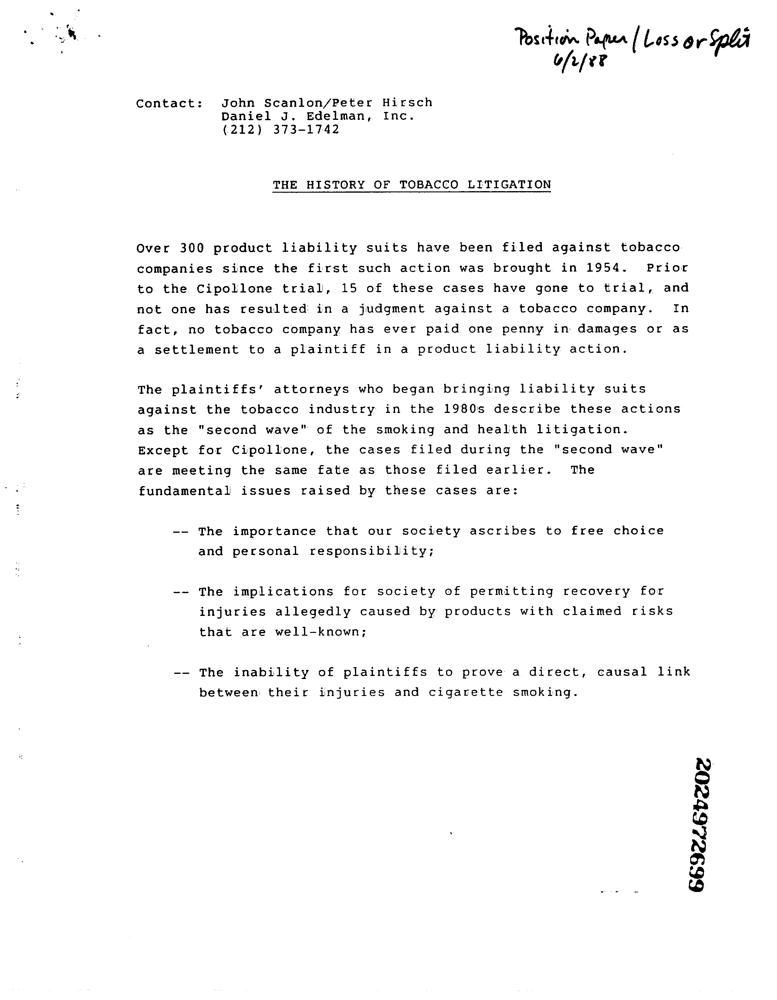 Position Paper / Loss or Split
6/2/88
Contact: John Scanlon/Peter Hirsch
Daniel J. Edelman, Inc.
(212) 373-1742
THE HISTORY OF TOBACCO LITIGATION
Over 300 product liability suits have been filed against tobacco
companies since the first such action was brought in 1954. Prior
to the Cipollone trial, 15 of these cases have gone to trial, and
not one has resulted in a judgment against a tobacco company. In
fact, no tobacco company has ever paid one penny in damages or as
a settlement to a plaintiff in a product liability action.
The plaintiffs' attorneys who began bringing liability suits
against the tobacco industry in the 1980s describe these actions
as the "second wave" of the smoking and health litigation.
Except for Cipollone, the cases filed during the "second wave"
are meeting the same fate as those filed earlier. The
fundamental issues raised by these cases are:
-- The importance that our society ascribes to free choice
and personal responsibility;
-- The implications for society of permitting recovery for
injuries allegedly caused by products with claimed risks
that are well-known;
-- The inability of plaintiffs to prove a direct, causal link
between their injuries and cigarette smoking.
2024972699